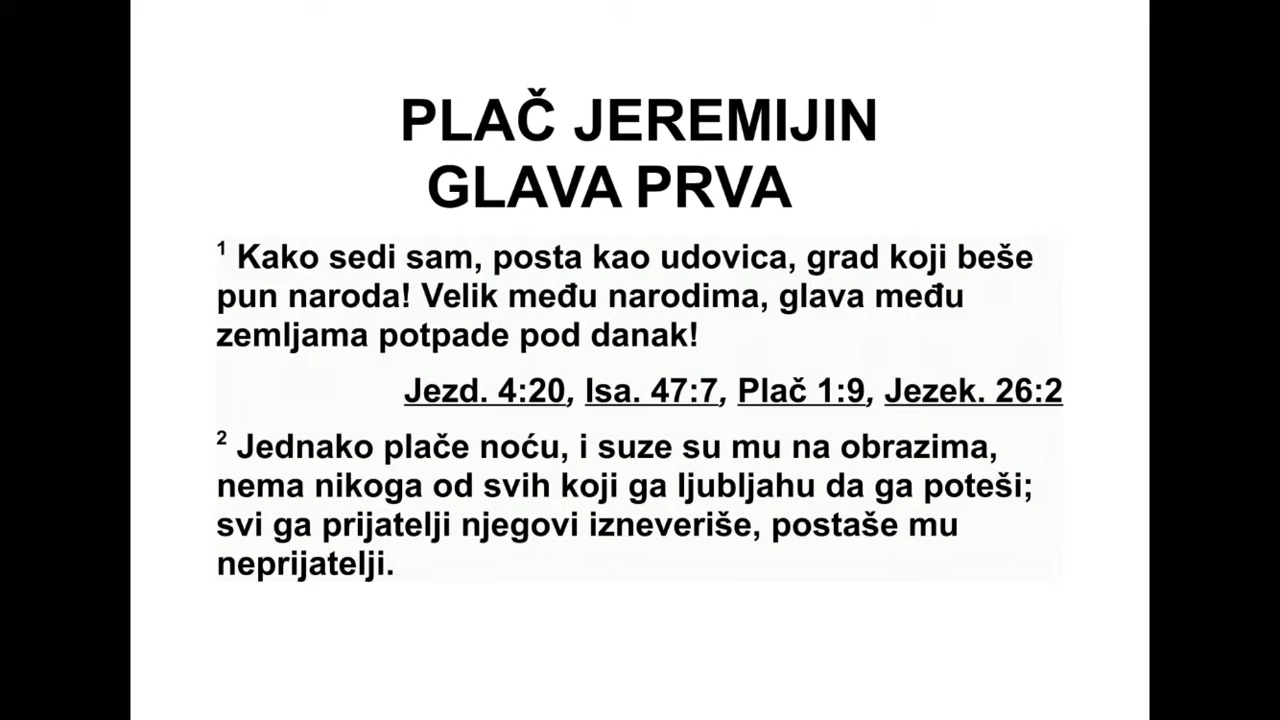 PLAČ JEREMIJIN
GLAVA PRVA
1 Kako sedi sam, posta kao udovica, grad koji beše
pun naroda! Velik među narodima, glava među
zemljama potpade pod danak!
Jezd. 4:20, Isa. 47:7, Plač 1:9, Jezek. 26:2
2 Jednako plače noću, i suze su mu na obrazima,
nema nikoga od svih koji ga ljubljahu da ga poteši;
svi ga prijatelji njegovi izneveriše, postaše mu
neprijatelji.